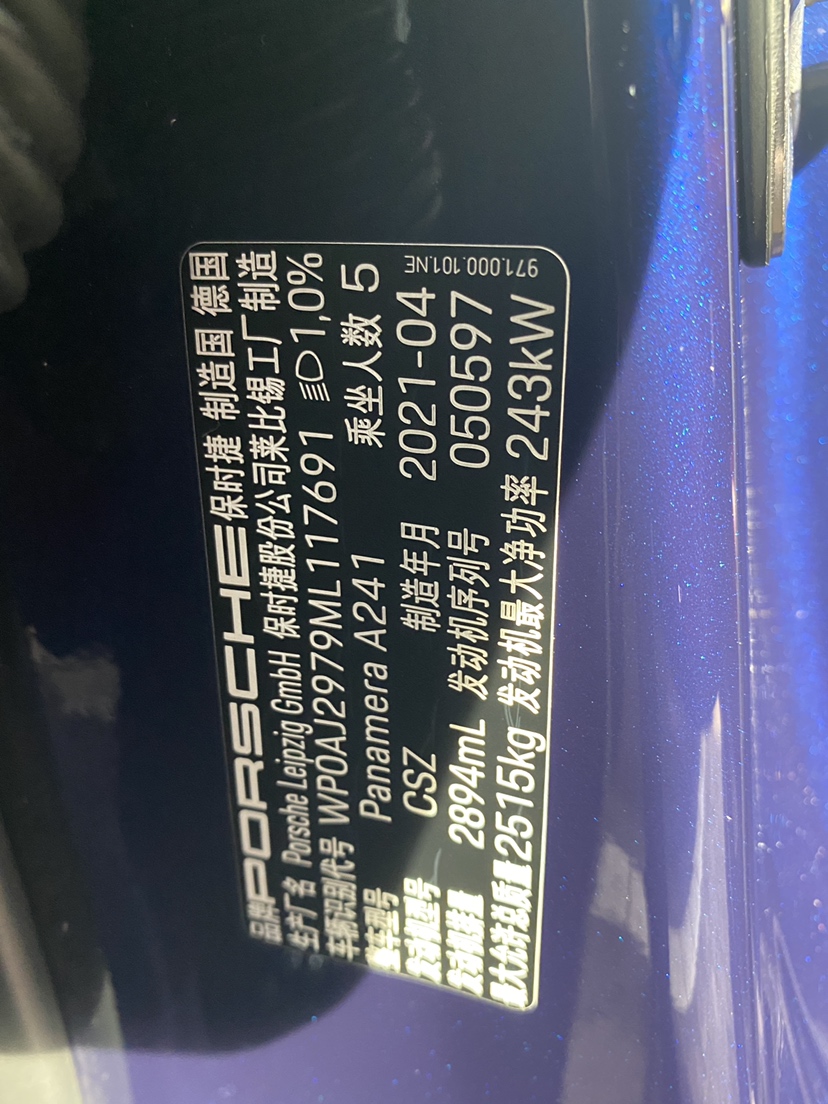 品牌 PORSCHE 保时捷 制造国 德国
生产厂名 Porsche Leipzig GmbH 保时捷股份公司莱比锡工厂制造
车辆识别代号 WP0AJ2979ML117691 1,0%
整车型号 Panamera A241 乘坐人数 5
发动机型号 CSZ 制造年月 2021-04
发动机排量 2894mL 发动机序列号 050597
最大允许总质量 2515kg 发动机最大净功率 243kW
971.000.101.NE